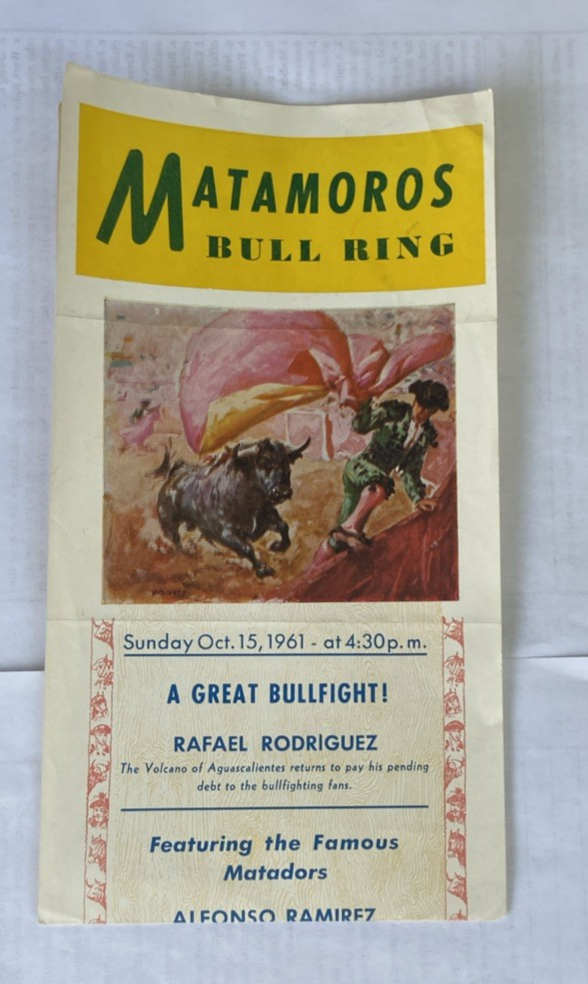 MATAMOROS
BULL RING
Sunday Oct. 15, 1961 - at 4:30 p. m.
A GREAT BULLFIGHT!
RAFAEL RODRIGUEZ
The Volcano of Aguascalientes returns to pay his pending
debt to the bullfighting fans.
Featuring the Famous
Matadors
ALFONSO RAMIREZ